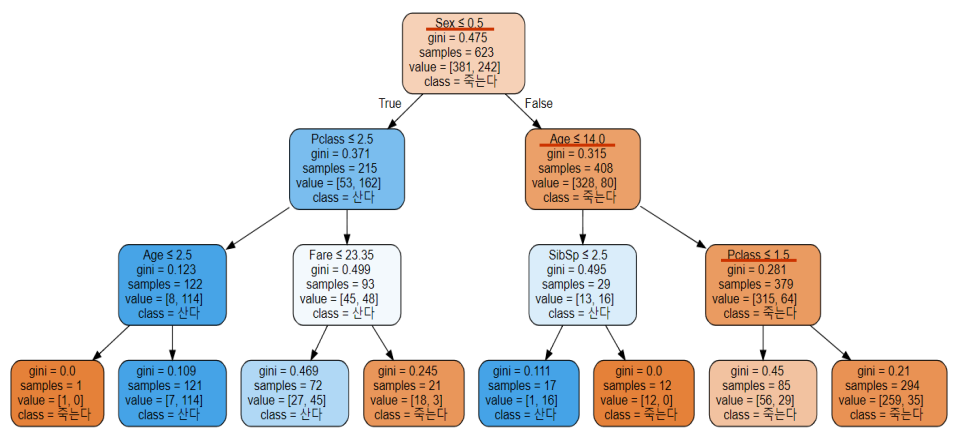 Sex ≤ 0.5
gini = 0.475
samples = 623
value = [381, 242]
class = 죽는다
True
False
Pclass ≤ 2.5
gini = 0.371
samples = 215
value = [53, 162]
class = 산다
Age ≤ 14.0
gini = 0.315
samples = 408
value = [328, 80]
class = 죽는다
Age ≤ 2.5
gini = 0.123
samples = 122
value = [8, 114]
class = 산다
Fare ≤ 23.35
gini = 0.499
samples = 93
value = [45, 48]
class = 산다
SibSp ≤ 2.5
gini = 0.495
samples = 29
value = [13, 16]
class = 산다
Pclass ≤ 1.5
gini = 0.281
samples = 379
value = [315, 64]
class = 죽는다
gini = 0.0
samples = 1
value = [1, 0]
class = 죽는다
gini = 0.109
samples = 121
value = [7, 114]
class = 산다
gini = 0.469
samples = 72
value = [27, 45]
class = 산다
gini = 0.245
samples = 21
value = [18, 3]
class = 죽는다
gini = 0.111
samples = 17
value = [1, 16]
class = 산다
gini = 0.0
samples = 12
value = [12, 0]
class = 죽는다
gini = 0.45
samples = 85
value = [56, 29]
class = 죽는다
gini = 0.21
samples = 294
value = [259, 35]
class = 죽는다